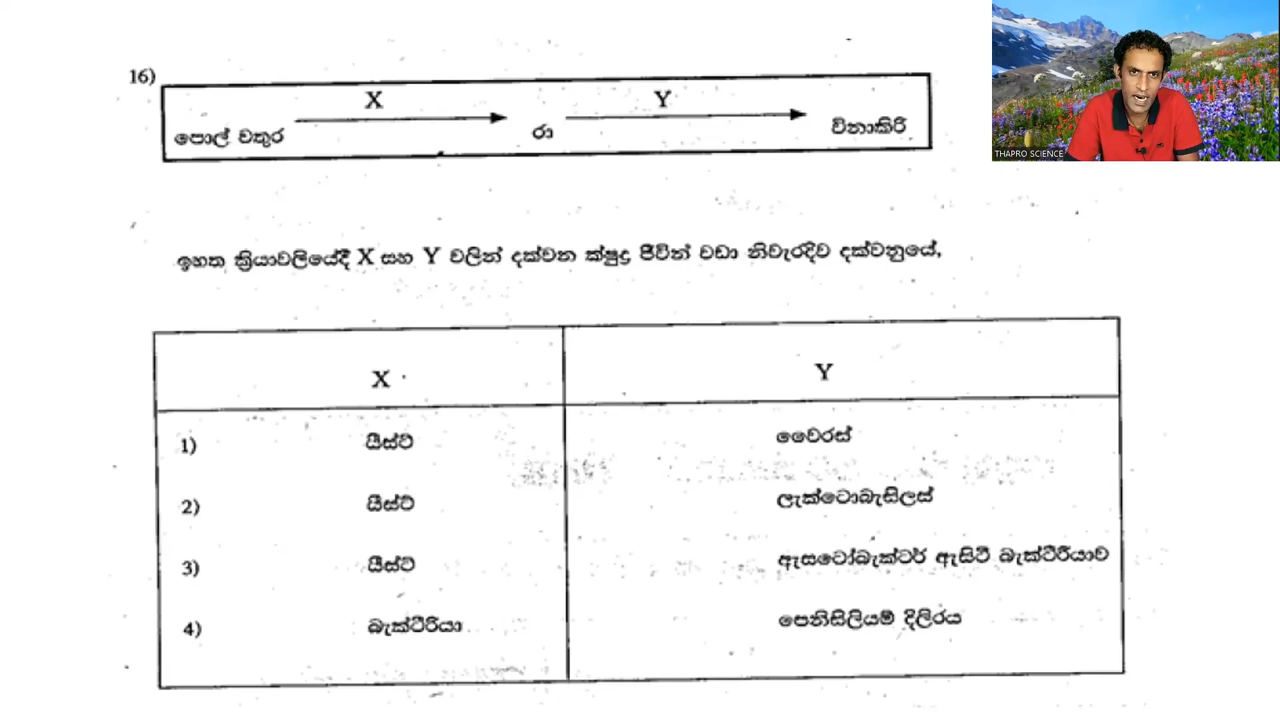 THAPRO SCIENCE
16)
X Y
පොල් වතුර රා විනාකිරි
ඉහත ක්‍රියාවලියේදී X සහ Y වලින් දක්වන ක්ෂුද්‍ර ජීවීන් වඩා නිවැරදිව දක්වනුයේ,
X Y
1) යීස්ට් වෛරස්
2) යීස්ට් ලැක්ටොබැසිලස්
3) යීස්ට් ඇසටෝබැක්ටර් ඇසිටි බැක්ටීරියාව
4) බැක්ටීරියා පෙනිසිලියම් දිලිරය